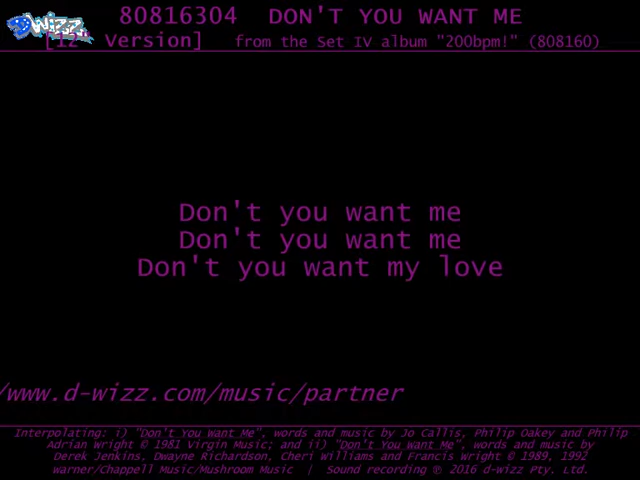 80816304 DON'T YOU WANT ME
D-Wizz
[12" Version] from the Set IV album "200bpm!" (808160)
Don't you want me
Don't you want me
Don't you want my love
/www.d-wizz.com/music/partner
Interpolating: i) "Don't You Want Me", words and music by Jo Callis, Philip Oakey and Philip
Adrian Wright © 1981 Virgin Music; and ii) "Don't You Want Me", words and music by
Derek Jenkins, Dwayne Richardson, Cheri Williams and Francis Wright © 1989, 1992
Warner/Chappell Music/Mushroom Music | Sound recording ℗ 2016 d-wizz Pty. Ltd.